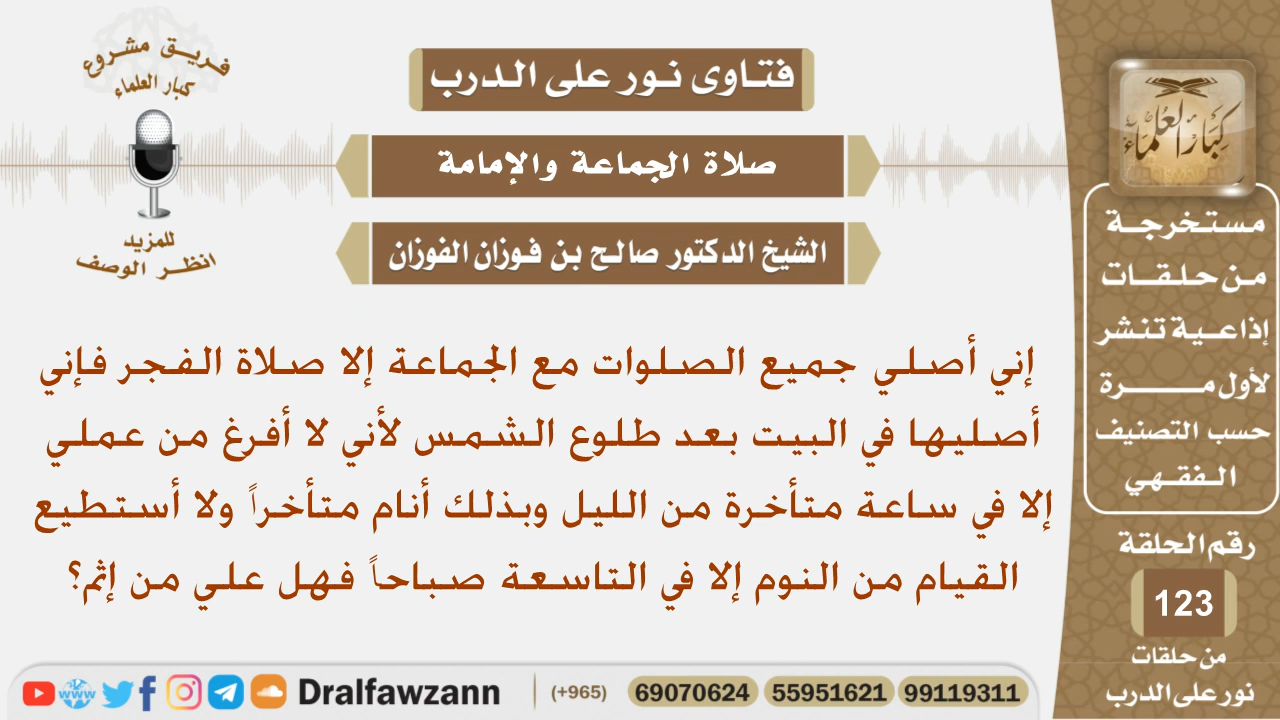 فريق مشروع
كبار العلماء
للمزيد
انظر الوصف
فتاوى نور على الدرب
صلاة الجماعة والإمامة
الشيخ الدكتور صالح بن فوزان الفوزان
إني أصلي جميع الصلوات مع الجماعة إلا صلاة الفجر فإني
أصليها في البيت بعد طلوع الشمس لأني لا أفرغ من عملي
إلا في ساعة متأخرة من الليل وبذلك أنام متأخراً ولا أستطيع
القيام من النوم إلا في التاسعة صباحاً فهل علي من إثم؟
كبار العلماء
مستخرجة
من حلقات
إذاعية تنشر
لأول مرة
حسب التصنيف
الفقهي
رقم الحلقة
123
من حلقات
نور على الدرب
www
Dralfawzann
(+965) 69070624 55951621 99119311